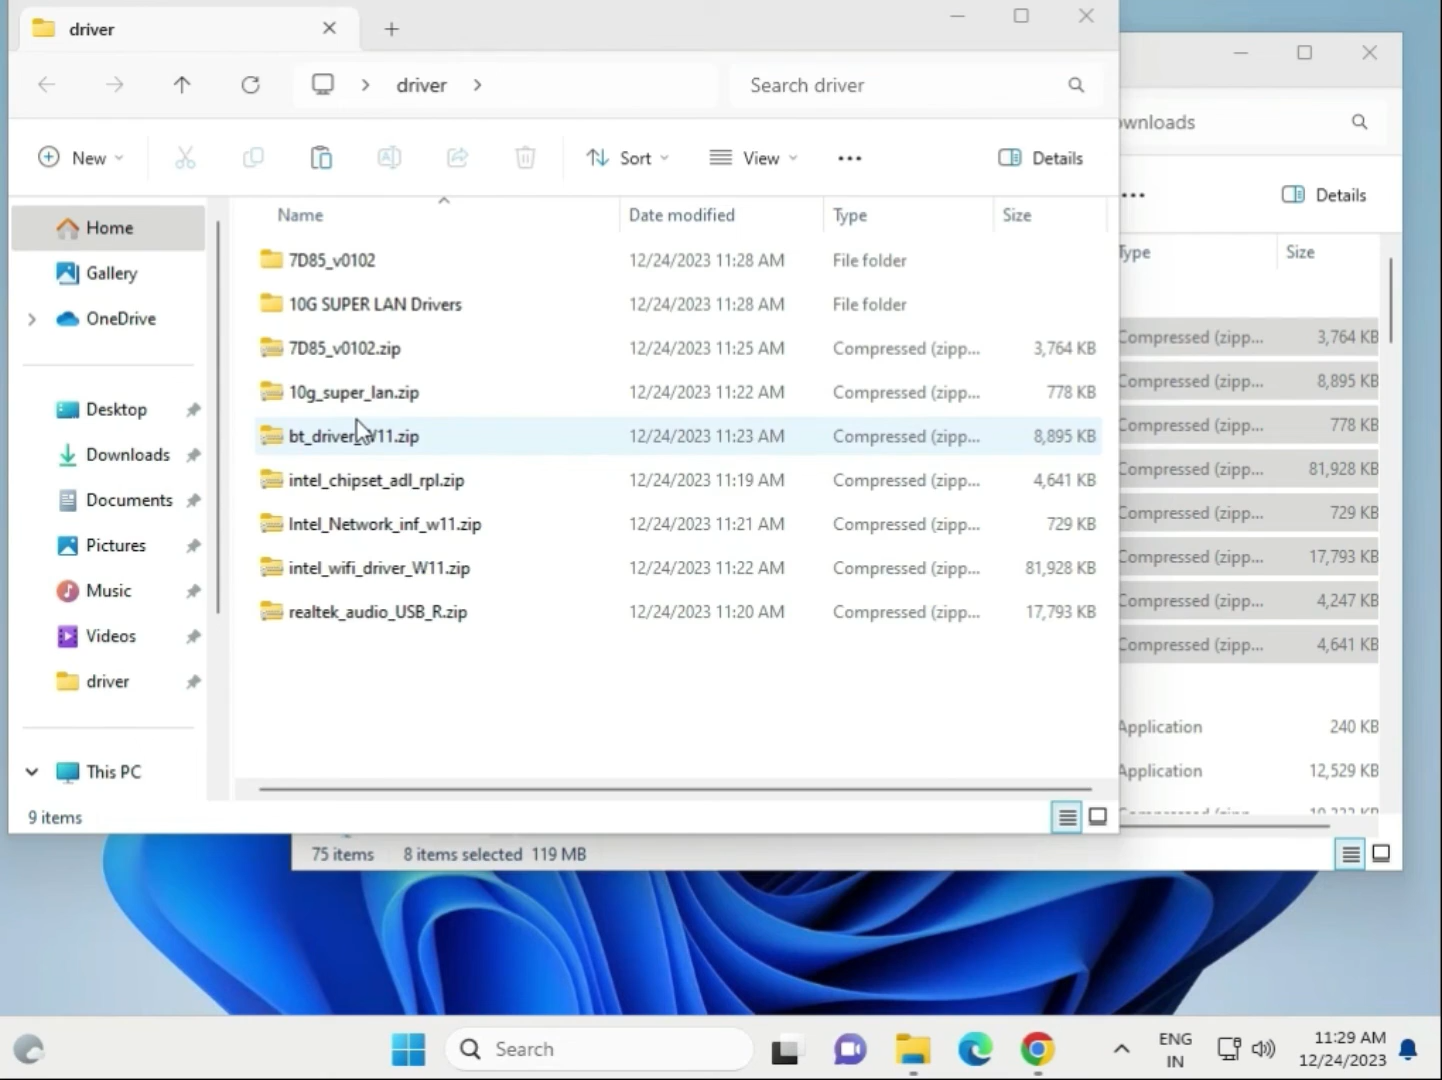 driver
driver
Search driver
wnloads
New
Sort
View
Details
Details
Name
Date modified
Type
Size
Type
Size
Home
Gallery
OneDrive
Desktop
Downloads
Documents
Pictures
Music
Videos
driver
This PC
7D85_v0102 12/24/2023 11:28 AM File folder
10G SUPER LAN Drivers 12/24/2023 11:28 AM File folder
7D85_v0102.zip 12/24/2023 11:25 AM Compressed (zipp... 3,764 KB
10g_super_lan.zip 12/24/2023 11:22 AM Compressed (zipp... 778 KB
bt_driver_W11.zip 12/24/2023 11:23 AM Compressed (zipp... 8,895 KB
intel_chipset_adl_rpl.zip 12/24/2023 11:19 AM Compressed (zipp... 4,641 KB
Intel_Network_inf_w11.zip 12/24/2023 11:21 AM Compressed (zipp... 729 KB
intel_wifi_driver_W11.zip 12/24/2023 11:22 AM Compressed (zipp... 81,928 KB
realtek_audio_USB_R.zip 12/24/2023 11:20 AM Compressed (zipp... 17,793 KB
Compressed (zipp... 3,764 KB
Compressed (zipp... 8,895 KB
Compressed (zipp... 778 KB
Compressed (zipp... 81,928 KB
Compressed (zipp... 729 KB
Compressed (zipp... 17,793 KB
Compressed (zipp... 4,247 KB
Compressed (zipp... 4,641 KB
Application 240 KB
Application 12,529 KB
9 items
75 items 8 items selected 119 MB
Search
ENG
IN
11:29 AM
12/24/2023